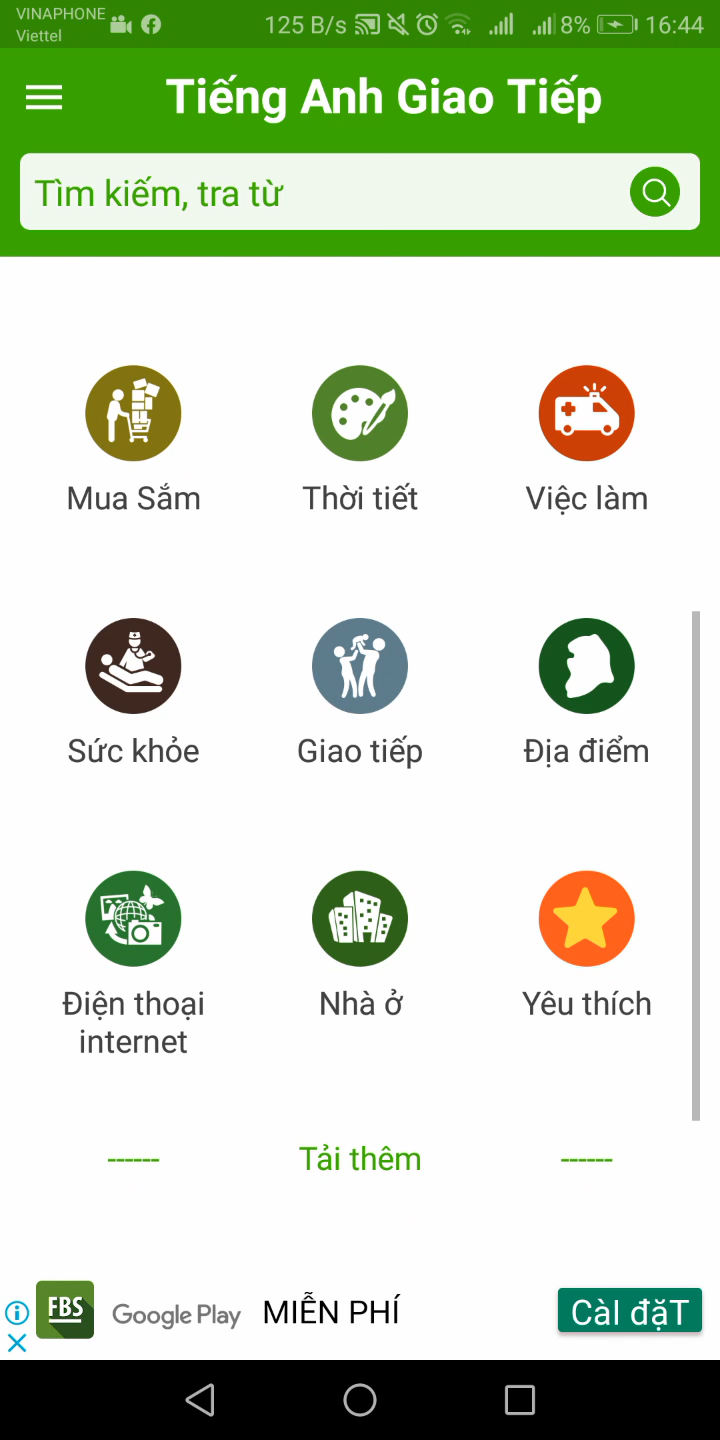 VINAPHONE
Viettel
125 B/s 8% 16:44
Tiếng Anh Giao Tiếp
Tìm kiếm, tra từ
Mua Sắm Thời tiết Việc làm
Sức khỏe Giao tiếp Địa điểm
Điện thoại internet Nhà ở Yêu thích
------ Tải thêm ------
FBS Google Play MIỄN PHÍ CàI đặT